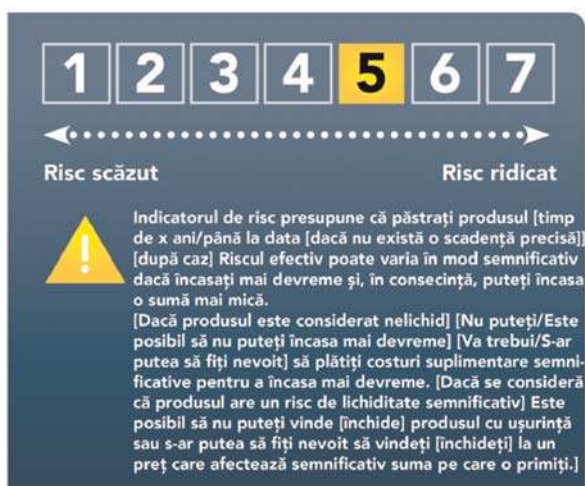 1 2 3 4 5 6 7
Risc scăzut Risc ridicat
Indicatorul de risc presupune că păstrați produsul [timp
de x ani/până la data [dacă nu există o scadență precisă]]
[după caz] Riscul efectiv poate varia în mod semnificativ
dacă încasați mai devreme și, în consecință, puteți încasa
o sumă mai mică.
[Dacă produsul este considerat nelichid] [Nu puteți/Este
posibil să nu puteți încasa mai devreme] [Va trebui/S-ar
putea să fiți nevoit] să plătiți costuri suplimentare semni-
ficative pentru a încasa mai devreme. [Dacă se consideră
că produsul are un risc de lichiditate semnificativ] Este
posibil să nu puteți vinde [închide] produsul cu ușurință
sau s-ar putea să fiți nevoit să vindeți [închideți] la un
preț care afectează semnificativ suma pe care o primiți.]